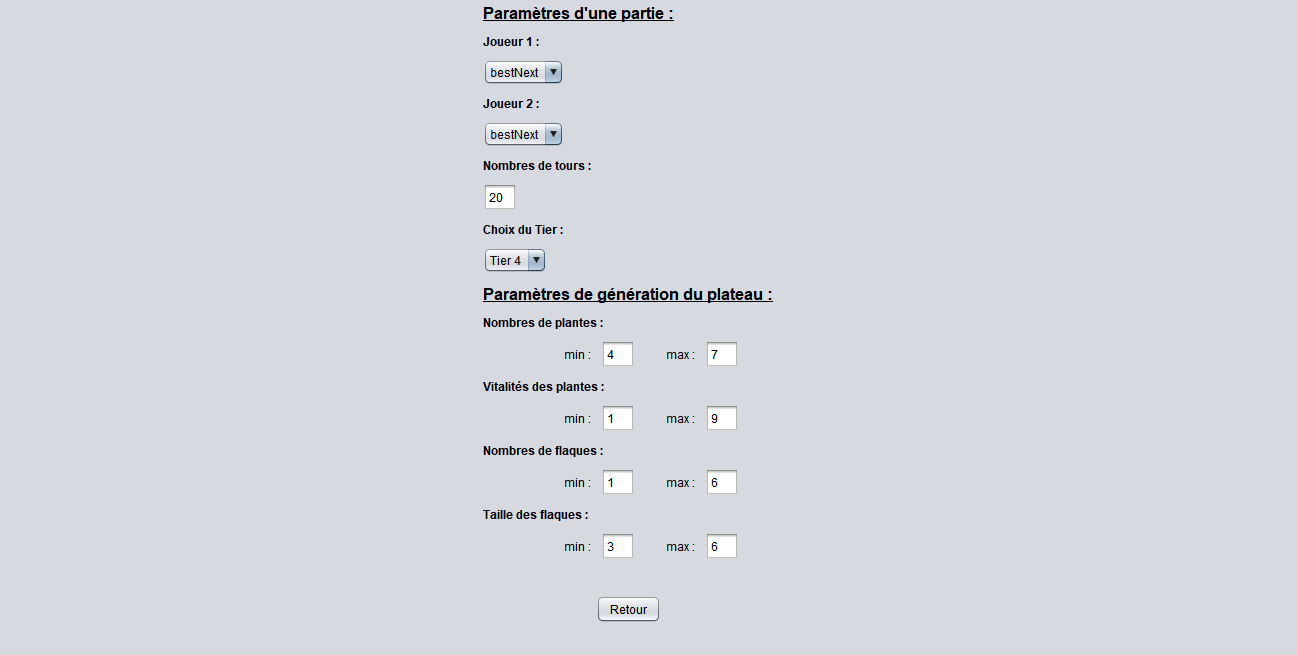 Paramètres d'une partie :
Joueur 1 :
bestNext
Joueur 2 :
bestNext
Nombres de tours :
20
Choix du Tier :
Tier 4
Paramètres de génération du plateau :
Nombres de plantes :
min : 4 max : 7
Vitalités des plantes :
min : 1 max : 9
Nombres de flaques :
min : 1 max : 6
Taille des flaques :
min : 3 max : 6
Retour